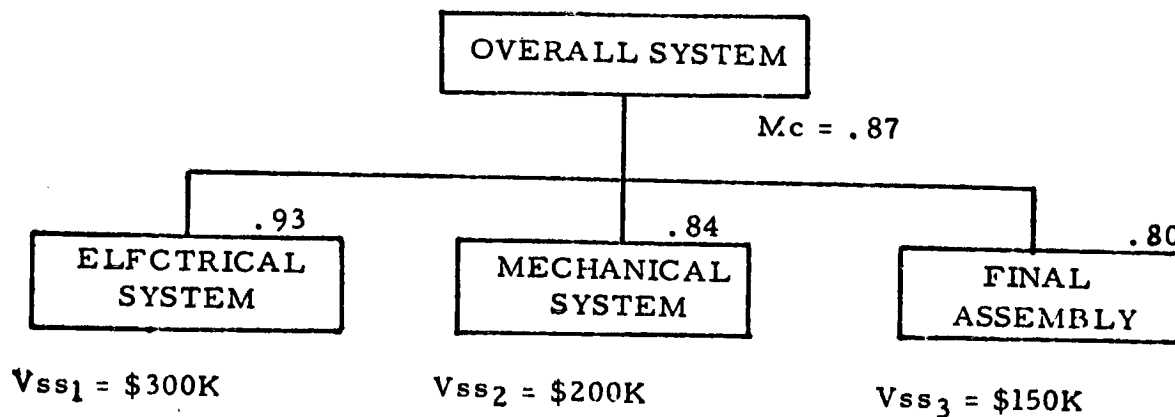 OVERALL SYSTEM
Mc = .87
.93
.84
.80
ELFCTRICAL
SYSTEM
MECHANICAL
SYSTEM
FINAL
ASSEMBLY
Vss1 = $300K
Vss2 = $200K
Vss3 = $150K